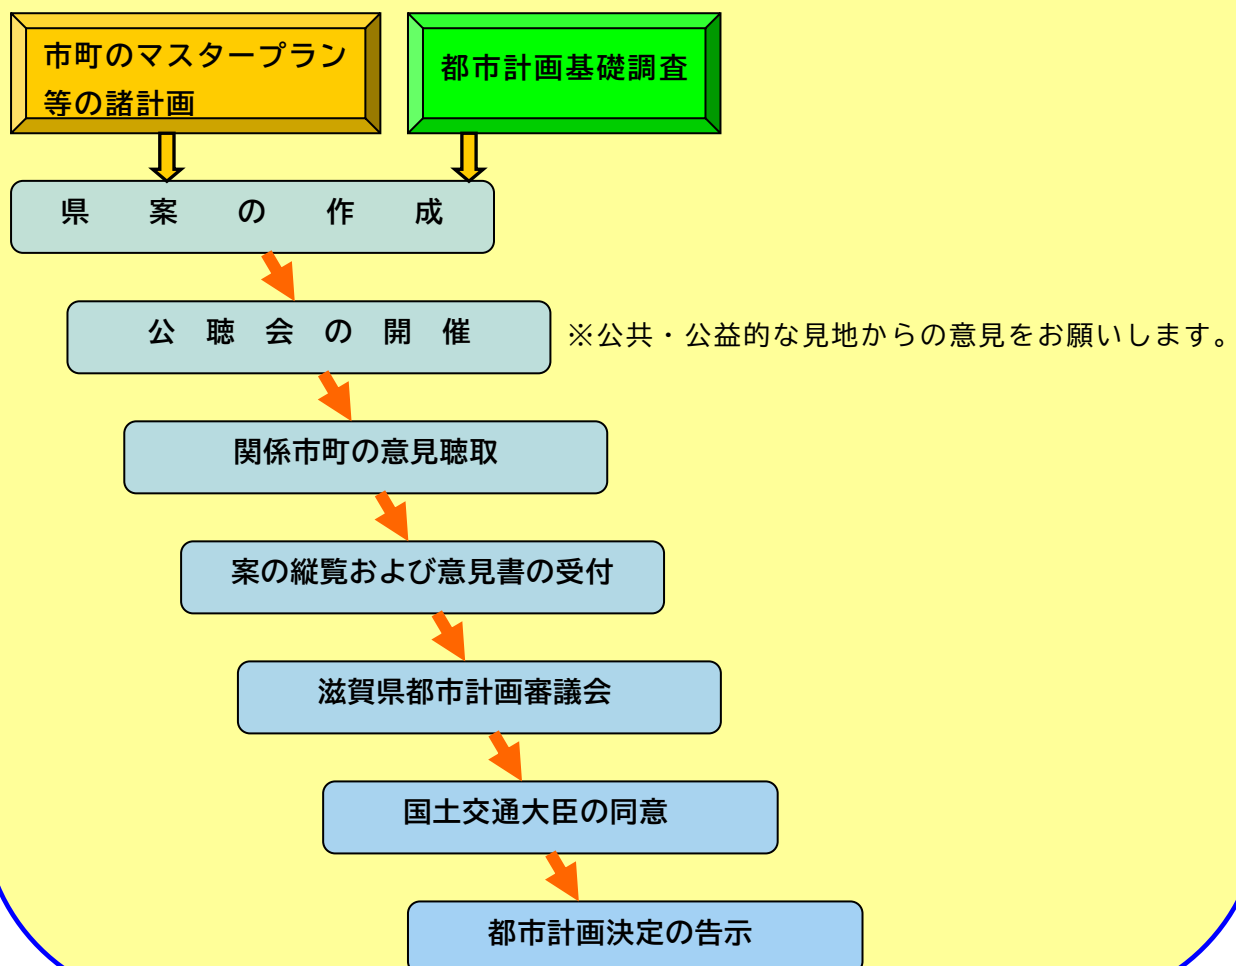 市町のマスタープラン
等の諸計画
都市計画基礎調査
県案の作成
公聴会の開催
※公共・公益的な見地からの意見をお願いします。
関係市町の意見聴取
案の縦覧および意見書の受付
滋賀県都市計画審議会
国土交通大臣の同意
都市計画決定の告示